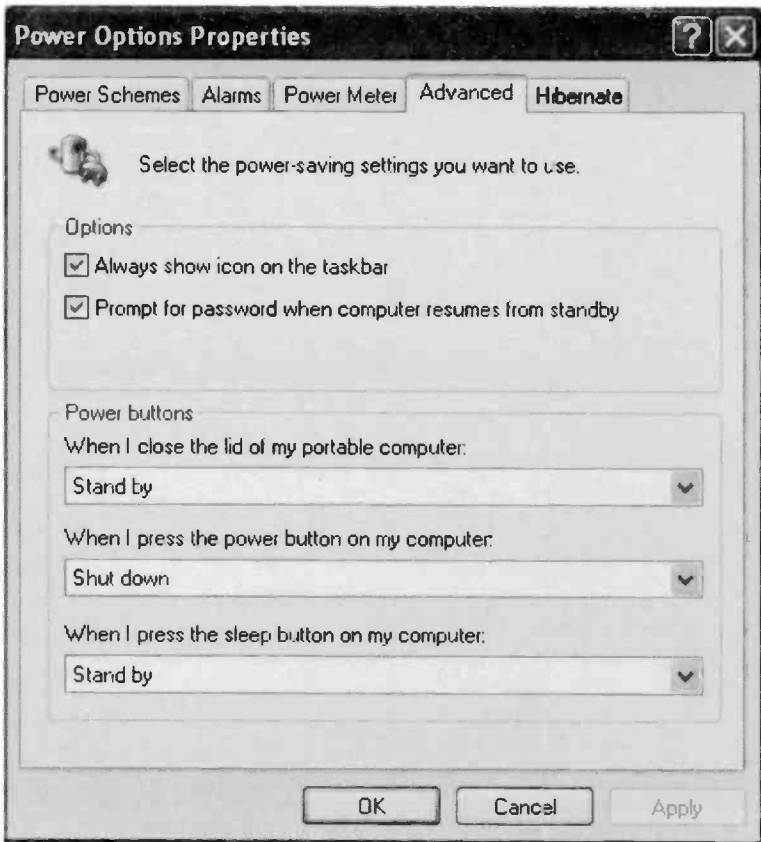 Power Options Properties
Power Schemes Alarms Power Meter Advanced Hibernate
Select the power-saving settings you want to use.
Options
Always show icon on the taskbar
Prompt for password when computer resumes from standby
Power buttons
When I close the lid of my portable computer:
Stand by
When I press the power button on my computer:
Shut down
When I press the sleep button on my computer:
Stand by
OK Cancel Apply